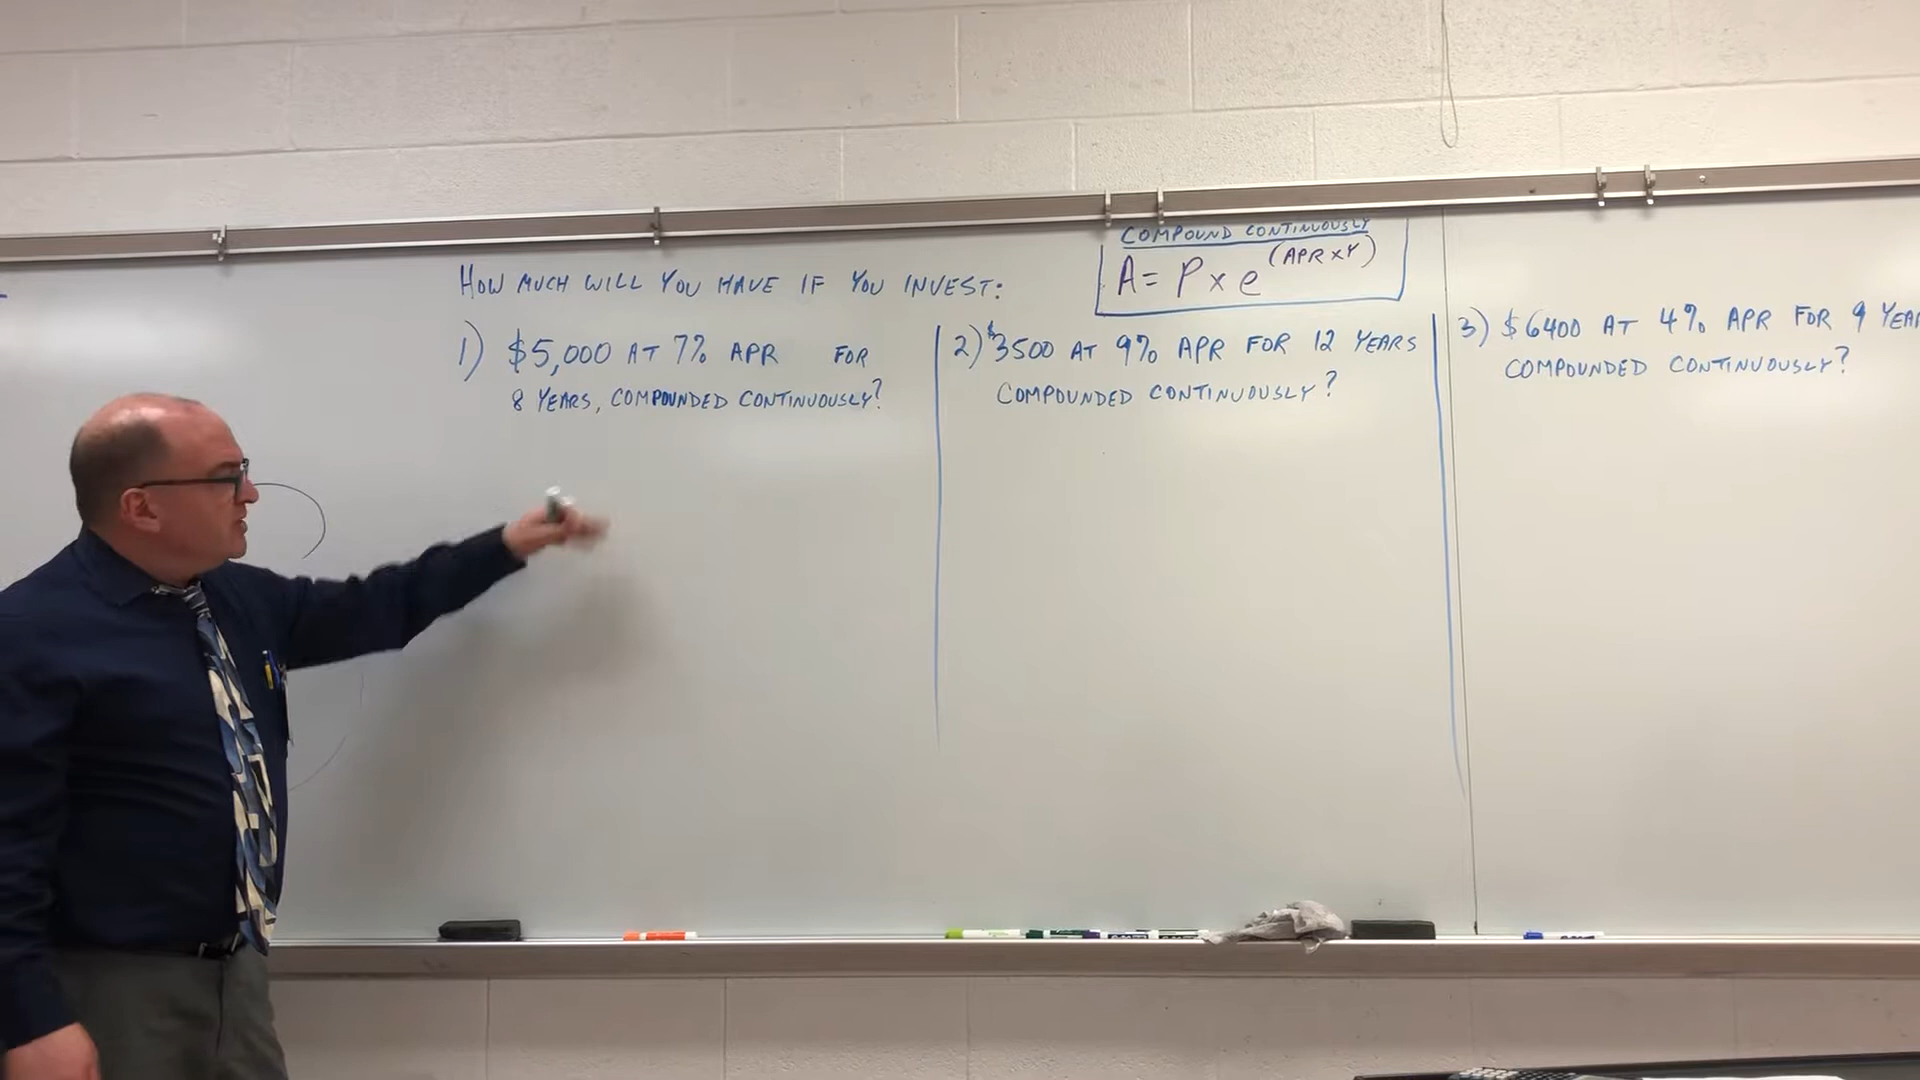 COMPOUND CONTINUOUSLY
A = P x e^(APR x Y)
HOW MUCH WILL YOU HAVE IF YOU INVEST:
1) $5,000 AT 7% APR FOR
8 YEARS, COMPOUNDED CONTINUOUSLY?
2) $3500 AT 9% APR FOR 12 YEARS
COMPOUNDED CONTINUOUSLY?
3) $6400 AT 4% APR FOR 9 YEAR
COMPOUNDED CONTINUOUSLY?